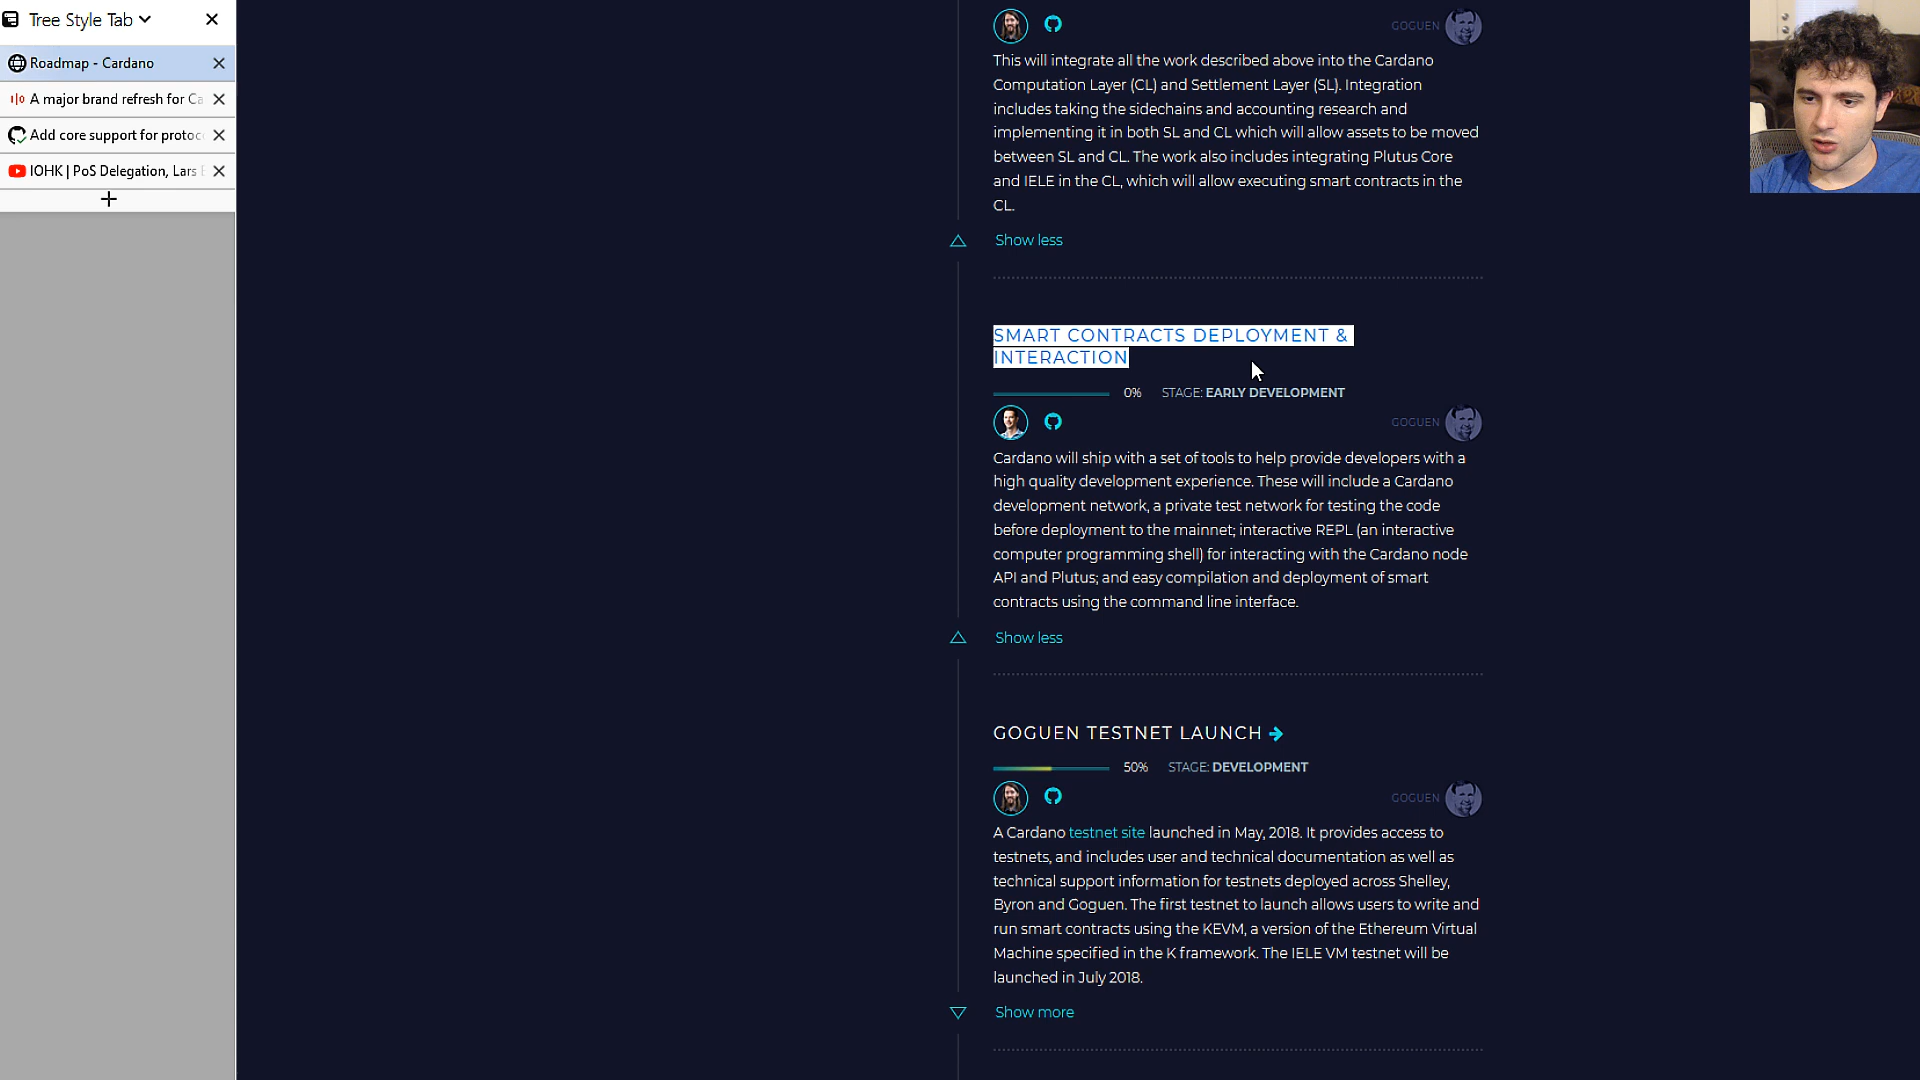 Tree Style Tab
Roadmap - Cardano
A major brand refresh for Ca
Add core support for protoc
IOHK | PoS Delegation, Lars
GOGUEN
This will integrate all the work described above into the Cardano
Computation Layer (CL) and Settlement Layer (SL). Integration
includes taking the sidechains and accounting research and
implementing it in both SL and CL which will allow assets to be moved
between SL and CL. The work also includes integrating Plutus Core
and IELE in the CL, which will allow executing smart contracts in the
CL.
Show less
SMART CONTRACTS DEPLOYMENT &
INTERACTION
0% STAGE: EARLY DEVELOPMENT
GOGUEN
Cardano will ship with a set of tools to help provide developers with a
high quality development experience. These will include a Cardano
development network, a private test network for testing the code
before deployment to the mainnet; interactive REPL (an interactive
computer programming shell) for interacting with the Cardano node
API and Plutus; and easy compilation and deployment of smart
contracts using the command line interface.
Show less
GOGUEN TESTNET LAUNCH
50% STAGE: DEVELOPMENT
GOGUEN
A Cardano testnet site launched in May, 2018. It provides access to
testnets, and includes user and technical documentation as well as
technical support information for testnets deployed across Shelley,
Byron and Goguen. The first testnet to launch allows users to write and
run smart contracts using the KEVM, a version of the Ethereum Virtual
Machine specified in the K framework. The IELE VM testnet will be
launched in July 2018.
Show more